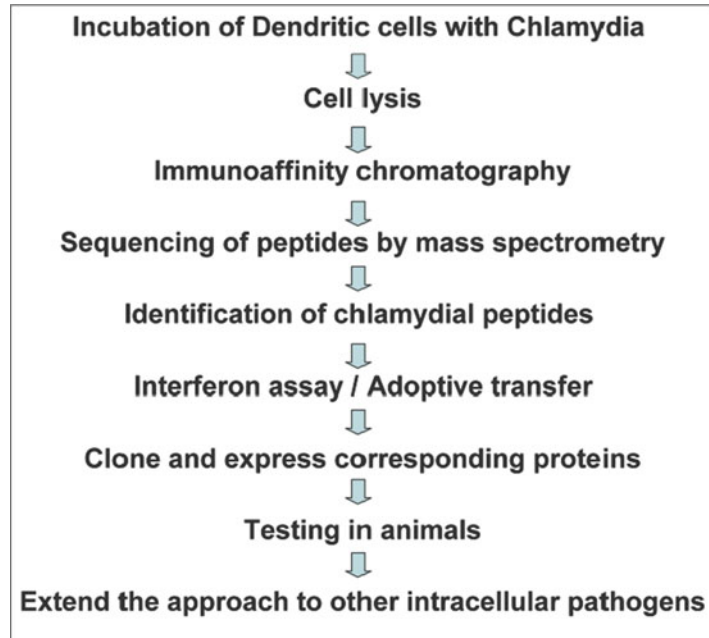 Incubation of Dendritic cells with Chlamydia
Cell lysis
Immunoaffinity chromatography
Sequencing of peptides by mass spectrometry
Identification of chlamydial peptides
Interferon assay / Adoptive transfer
Clone and express corresponding proteins
Testing in animals
Extend the approach to other intracellular pathogens